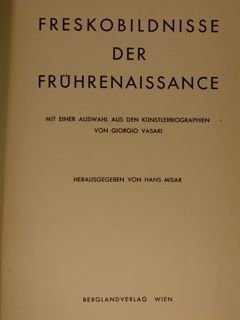 FRESKOBILDNISSE
DER
FRÜHRENAISSANCE
MIT EINER AUSWAHL AUS DEN KÜNSTLERBIOGRAPHIEN
VON GIORGIO VASARI
HERAUSGEGEBEN VON HANS MISAR
BERGLANDVERLAG WIEN